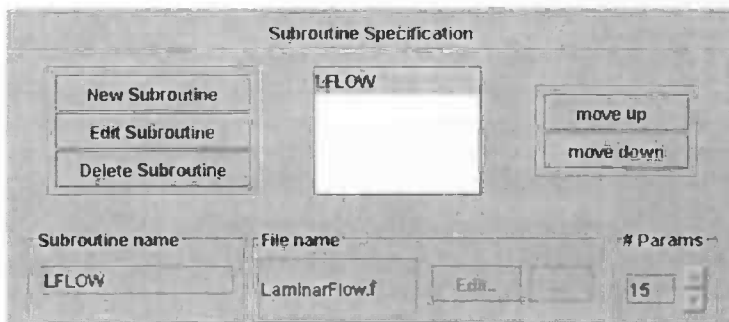 Subroutine Specification
New Subroutine
Edit Subroutine
Delete Subroutine
LFLOW
move up
move down
Subroutine name
File name
# Params
LFLOW
LaminarFlow.f
Edit...
15